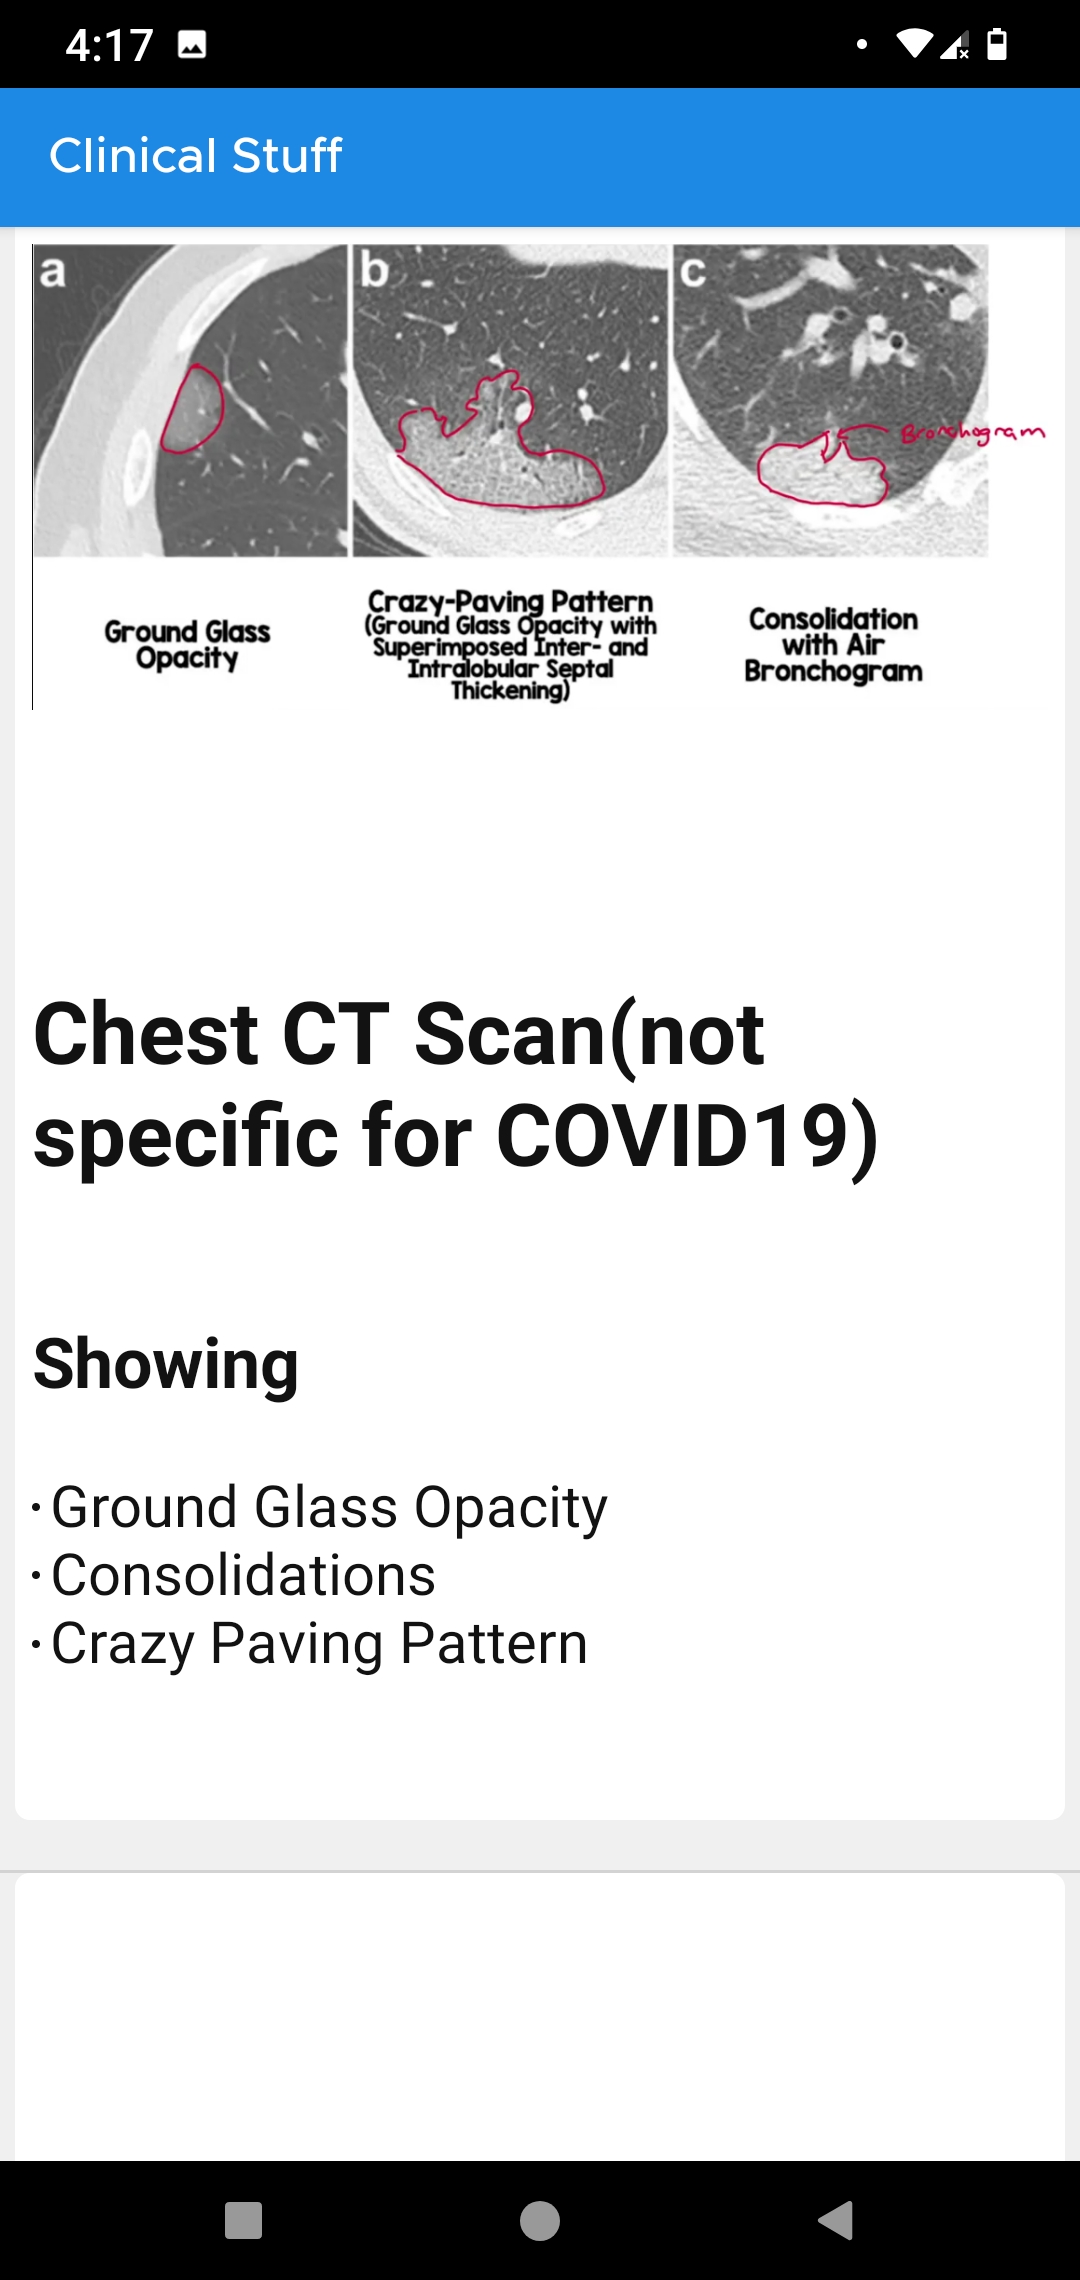 4:17
Clinical Stuff
a b c
Bronchogram
Ground Glass
Opacity
Crazy-Paving Pattern
(Ground Glass Opacity with
Superimposed Inter- and
Intralobular Septal
Thickening)
Consolidation
with Air
Bronchogram
Chest CT Scan(not
specific for COVID19)
Showing
· Ground Glass Opacity
· Consolidations
· Crazy Paving Pattern